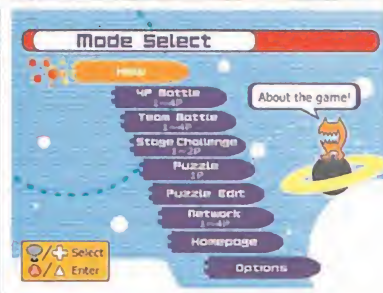 Mode Select
4P Battle
1~4P
About the game!
Team Battle
1~4P
Stage Challenge
1~2P
Puzzle
1P
Puzzle Edit
Network
1~4P
Homepage
Select
Options
A Enter